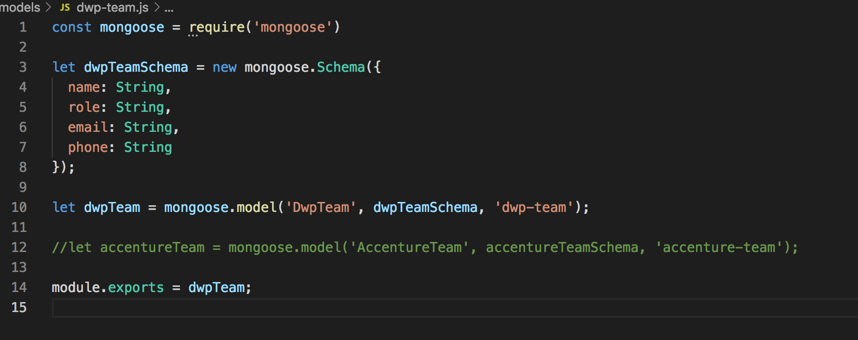 models > JS dwp-team.js > ...
1 const mongoose = require('mongoose')
2
3 let dwpTeamSchema = new mongoose.Schema({
4   name: String,
5   role: String,
6   email: String,
7   phone: String
8 });
9
10 let dwpTeam = mongoose.model('DwpTeam', dwpTeamSchema, 'dwp-team');
11
12 //let accentureTeam = mongoose.model('AccentureTeam', accentureTeamSchema, 'accenture-team');
13
14 module.exports = dwpTeam;
15